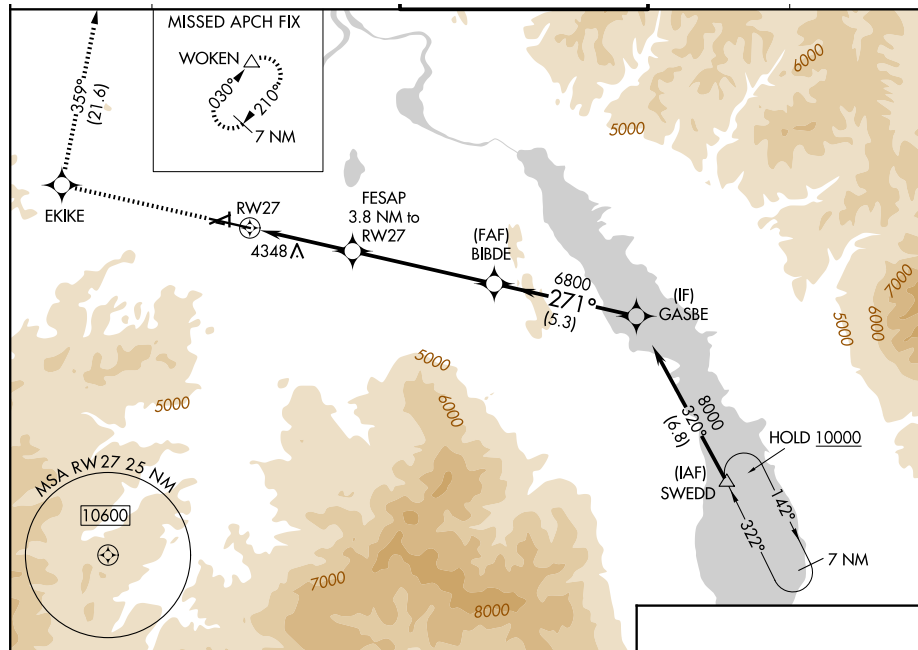 MISSED APCH FIX
WOKEN
030°
210°
7 NM
359°
(21.6)
EKIKE
RW27
4348
FESAP
3.8 NM to
RW27
(FAF)
BIBDE
6800
271°
(5.3)
(IF)
GASBE
8000
320°
(6.8)
(IAF)
SWEDD
HOLD 10000
142°
322°
7 NM
6000
5000
7000
6000
5000
5000
6000
5000
7000
8000
MSA RW27 25 NM
10600